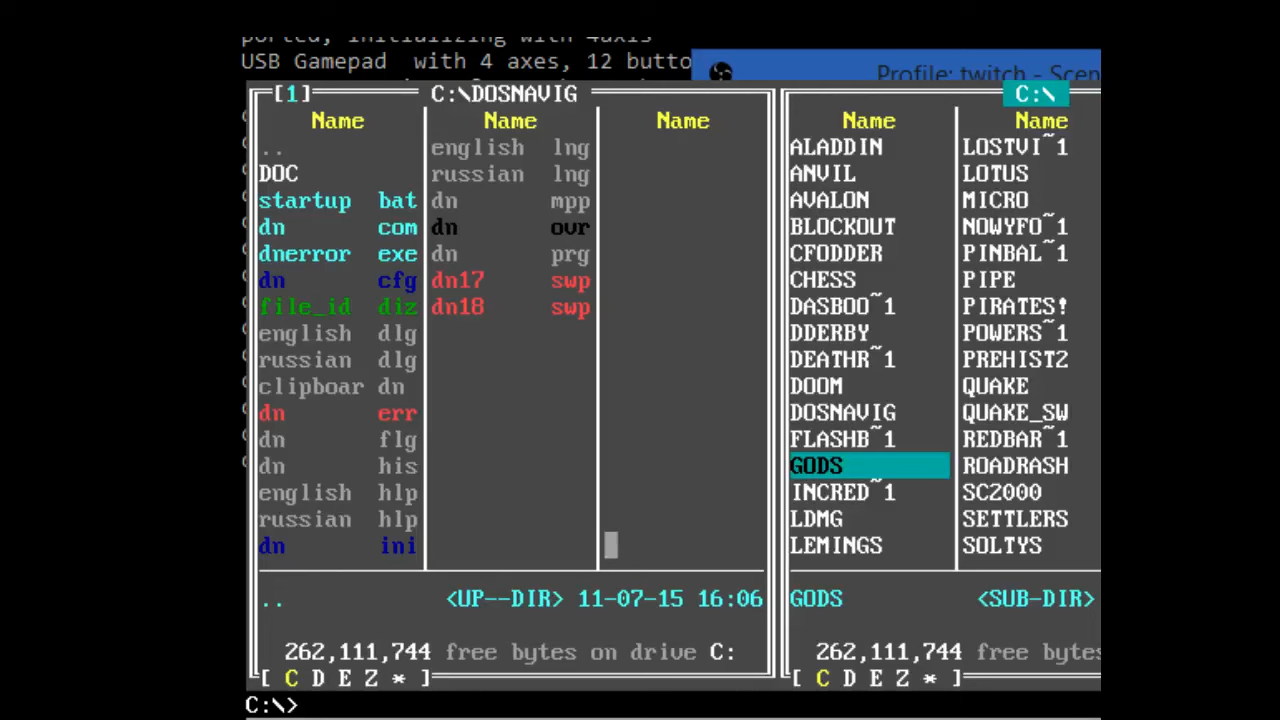 ported, initializing with 4axis
USB Gamepad  with 4 axes, 12 butto
Profile: twitch - Scen
[1] C:\DOSNAVIG
Name Name Name
.. english lng
DOC russian lng
startup bat dn mpp
dn com dn ovr
dnerror exe dn prg
dn cfg dn17 swp
file_id diz dn18 swp
english dlg
russian dlg
clipboar dn
dn err
dn flg
dn his
english hlp
russian hlp
dn ini
.. <UP--DIR> 11-07-15 16:06
262,111,744 free bytes on drive C:
[ C D E Z * ]
C:\
Name Name
ALADDIN LOSTVI~1
ANVIL LOTUS
AVALON MICRO
BLOCKOUT NOWYFO~1
CFODDER PINBAL~1
CHESS PIPE
DASBOO~1 PIRATES!
DDERBY POWERS~1
DEATHR~1 PREHIST2
DOOM QUAKE
DOSNAVIG QUAKE_SW
FLASHB~1 REDBAR~1
GODS ROADRASH
INCRED~1 SC2000
LDMG SETTLERS
LEMINGS SOLTYS
GODS <SUB-DIR>
262,111,744 free bytes
[ C D E Z * ]
C:\>